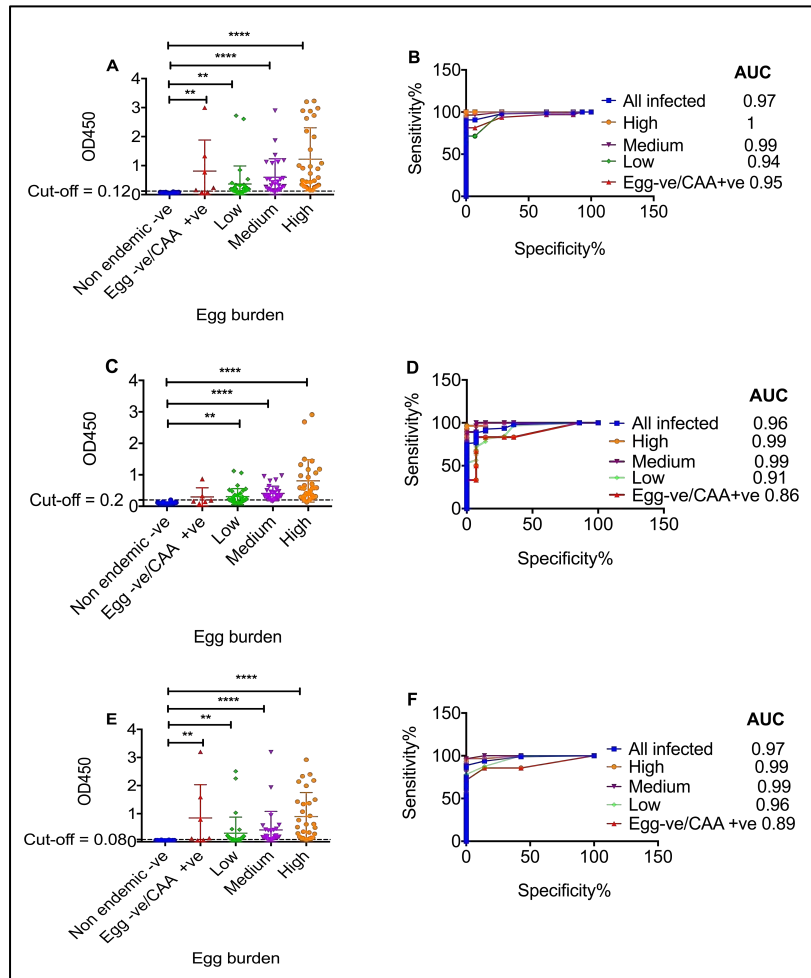 ****
****
**
**
A
4
3
2
1
0
OD450
Cut-off = 0.12
Non endemic -ve
Egg -ve/CAA +ve
Low
Medium
High
Egg burden
B
150
100
50
0
Sensitivity%
0 50 100 150
Specificity%
AUC
All infected 0.97
High 1
Medium 0.99
Low 0.94
Egg-ve/CAA+ve 0.95
****
****
**
C
4
3
2
1
0
OD450
Cut-off = 0.2
Non endemic -ve
Egg -ve/CAA +ve
Low
Medium
High
Egg burden
D
150
100
50
0
Sensitivity%
0 50 100 150
Specificity%
AUC
All infected 0.96
High 0.99
Medium 0.99
Low 0.91
Egg-ve/CAA+ve 0.86
****
****
**
**
E
4
3
2
1
0
OD450
Cut-off = 0.080
Non endemic -ve
Egg -ve/CAA +ve
Low
Medium
High
Egg burden
F
150
100
50
0
Sensitivity%
0 50 100 150
Specificity%
AUC
All infected 0.97
High 0.99
Medium 0.99
Low 0.96
Egg-ve/CAA +ve 0.89